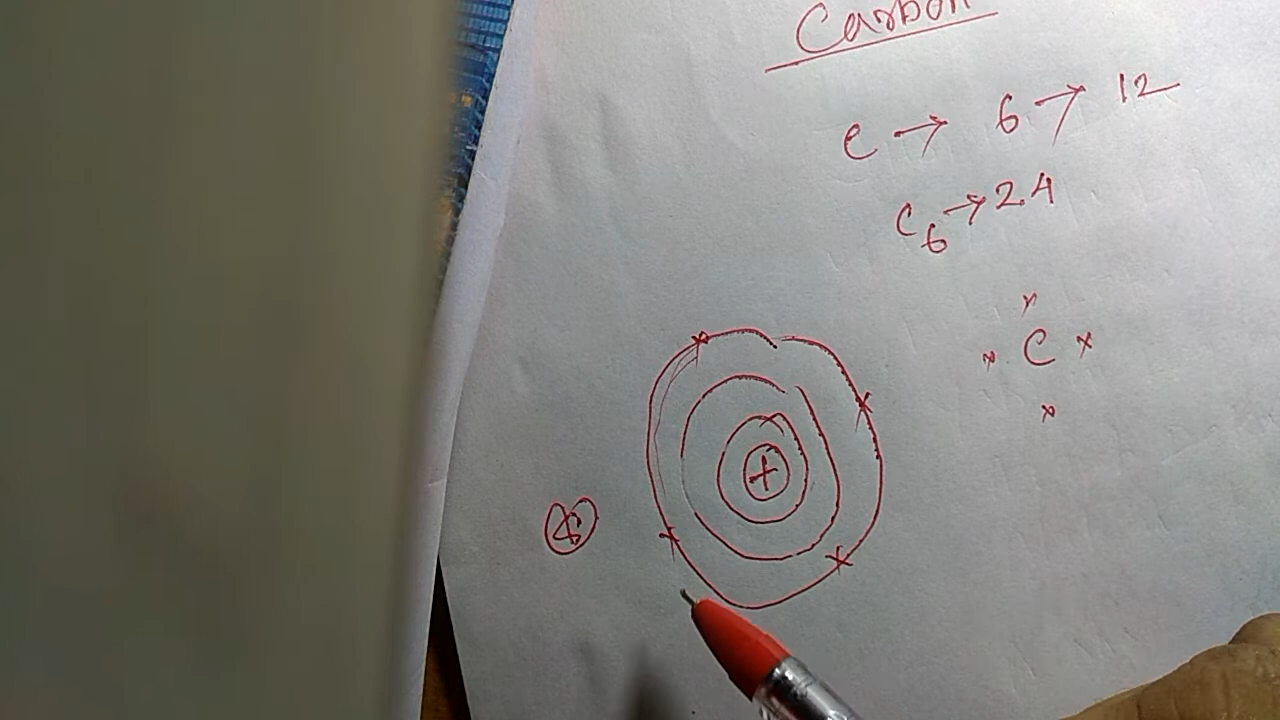 Carbon
C → 6 → 12
C6 → 2.4
x
x C x
x
+